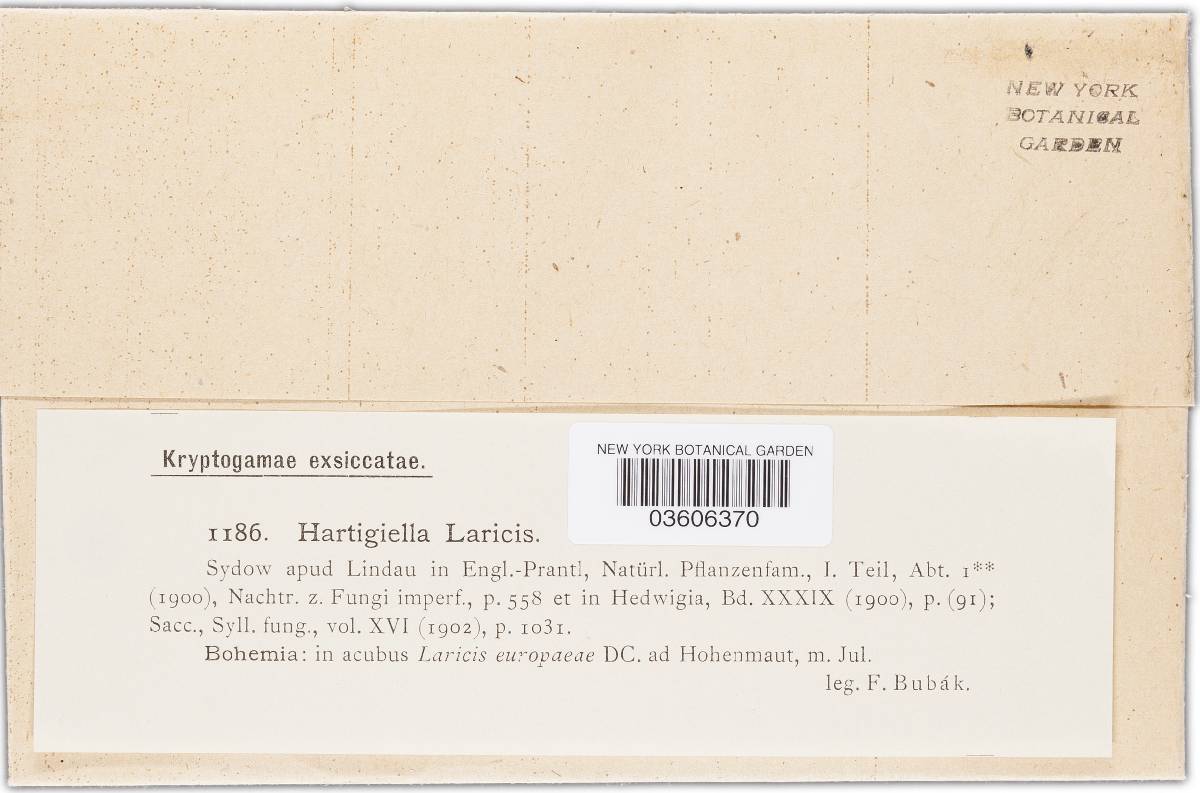 NEW YORK
BOTANICAL
GARDEN
Kryptogamae exsiccatae.
NEW YORK BOTANICAL GARDEN
03606370
1186. Hartigiella Laricis.
Sydow apud Lindau in Engl.-Prantl, Natürl. Pflanzenfam., I. Teil, Abt. 1**
(1900), Nachtr. z. Fungi imperf., p. 558 et in Hedwigia, Bd. XXXIX (1900), p. (91);
Sacc., Syll. fung., vol. XVI (1902), p. 1031.
Bohemia: in acubus Laricis europaeae DC. ad Hohenmaut, m. Jul.
leg. F. Bubák.